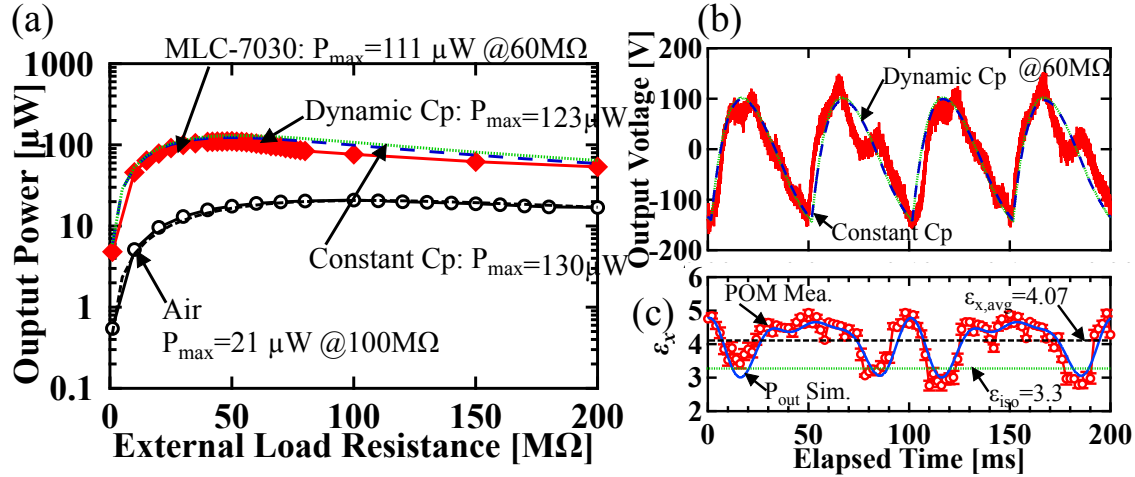 (a)
MLC-7030: Pmax=111 μW @60MΩ
1000
100
10
1
0.1
Ouptut Power [μW]
Dynamic Cp: Pmax=123μW
Constant Cp: Pmax=130μW
Air
Pmax=21 μW @100MΩ
0 50 100 150 200
External Load Resistance [MΩ]
(b)
200
100
0
-100
-200
Output Votlage [V]
@60MΩ
Dynamic Cp
Constant Cp
(c)
6
5
4
3
2
εx
POM Mea.
εx,avg=4.07
Pout Sim.
εiso=3.3
0 50 100 150 200
Elapsed Time [ms]